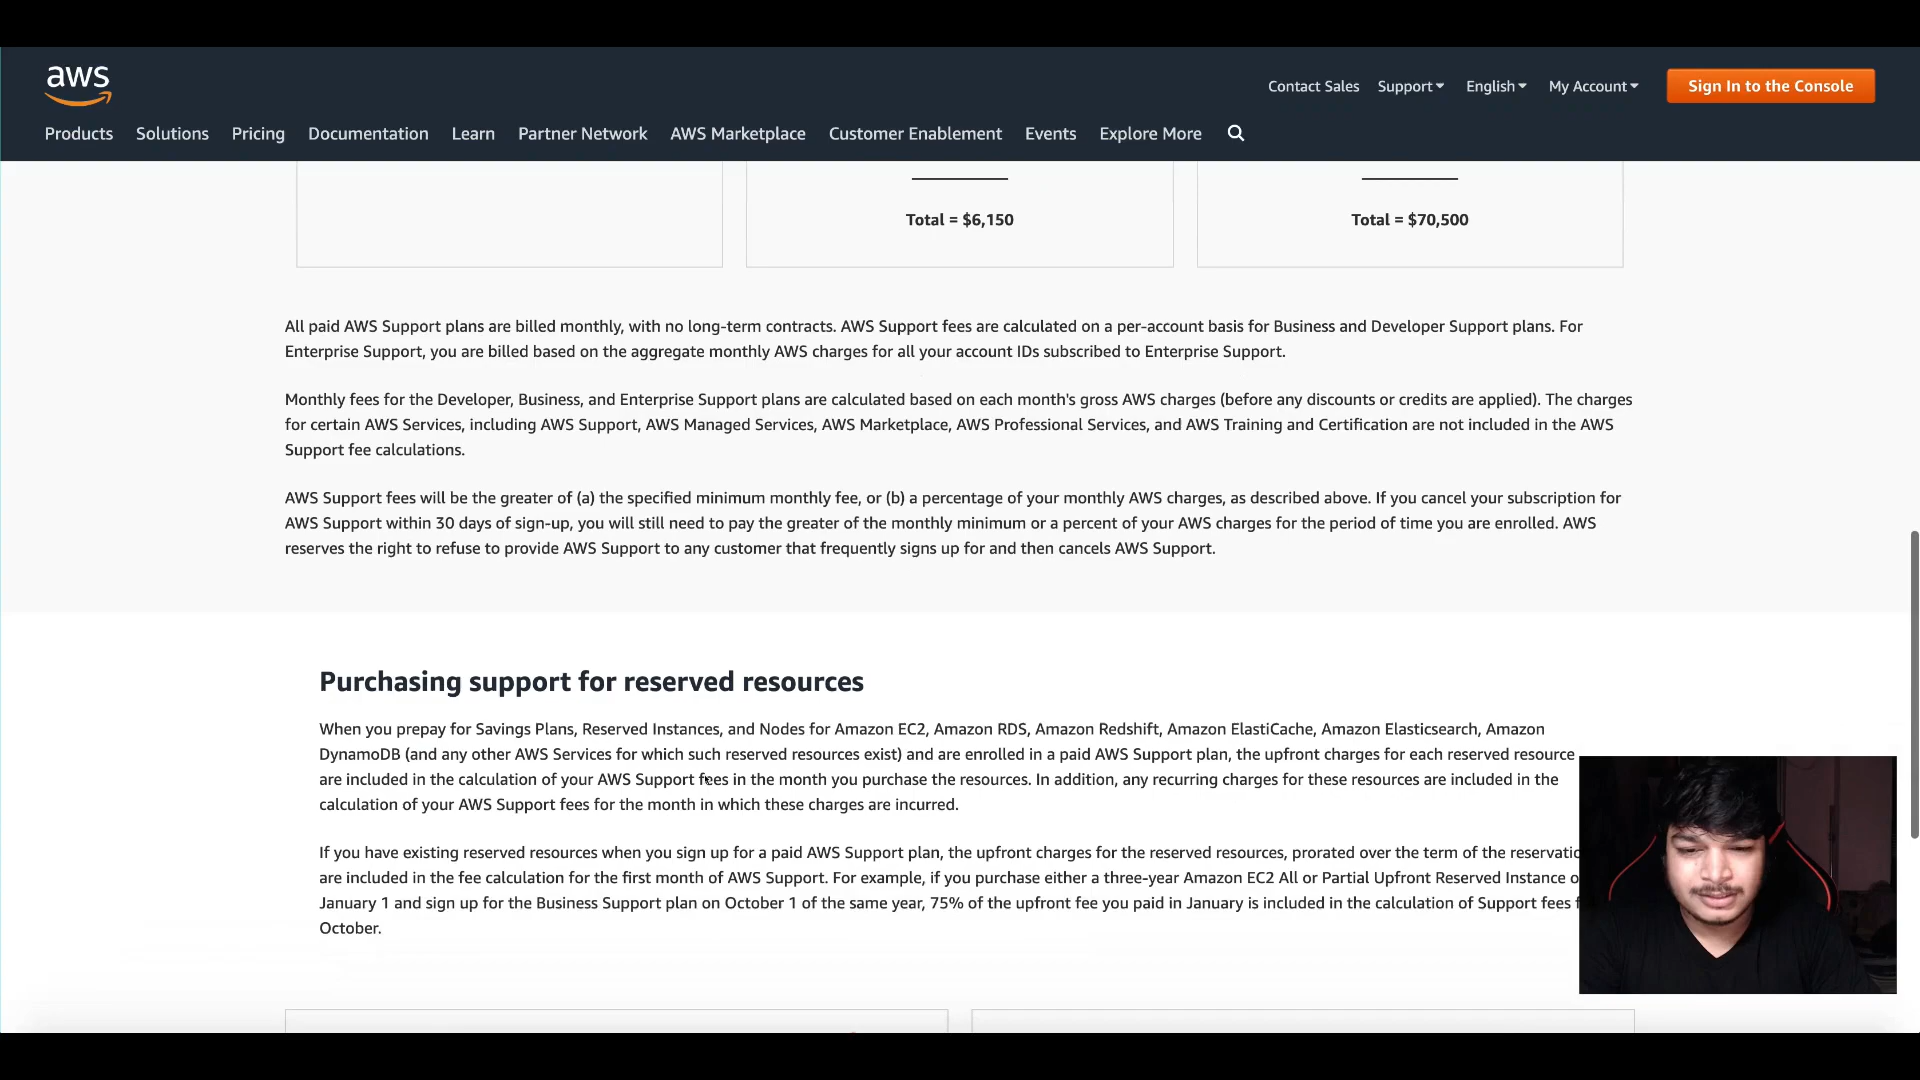 aws
Contact Sales Support English My Account Sign In to the Console
Products Solutions Pricing Documentation Learn Partner Network AWS Marketplace Customer Enablement Events Explore More
Total = $6,150
Total = $70,500
All paid AWS Support plans are billed monthly, with no long-term contracts. AWS Support fees are calculated on a per-account basis for Business and Developer Support plans. For
Enterprise Support, you are billed based on the aggregate monthly AWS charges for all your account IDs subscribed to Enterprise Support.
Monthly fees for the Developer, Business, and Enterprise Support plans are calculated based on each month's gross AWS charges (before any discounts or credits are applied). The charges
for certain AWS Services, including AWS Support, AWS Managed Services, AWS Marketplace, AWS Professional Services, and AWS Training and Certification are not included in the AWS
Support fee calculations.
AWS Support fees will be the greater of (a) the specified minimum monthly fee, or (b) a percentage of your monthly AWS charges, as described above. If you cancel your subscription for
AWS Support within 30 days of sign-up, you will still need to pay the greater of the monthly minimum or a percent of your AWS charges for the period of time you are enrolled. AWS
reserves the right to refuse to provide AWS Support to any customer that frequently signs up for and then cancels AWS Support.
Purchasing support for reserved resources
When you prepay for Savings Plans, Reserved Instances, and Nodes for Amazon EC2, Amazon RDS, Amazon Redshift, Amazon ElastiCache, Amazon Elasticsearch, Amazon
DynamoDB (and any other AWS Services for which such reserved resources exist) and are enrolled in a paid AWS Support plan, the upfront charges for each reserved resource
are included in the calculation of your AWS Support fees in the month you purchase the resources. In addition, any recurring charges for these resources are included in the
calculation of your AWS Support fees for the month in which these charges are incurred.
If you have existing reserved resources when you sign up for a paid AWS Support plan, the upfront charges for the reserved resources, prorated over the term of the
are included in the fee calculation for the first month of AWS Support. For example, if you purchase either a three-year Amazon EC2 All or Partial Upfront Reserved Instance
January 1 and sign up for the Business Support plan on October 1 of the same year, 75% of the upfront fee you paid in January is included in the calculation of Support fees
October.